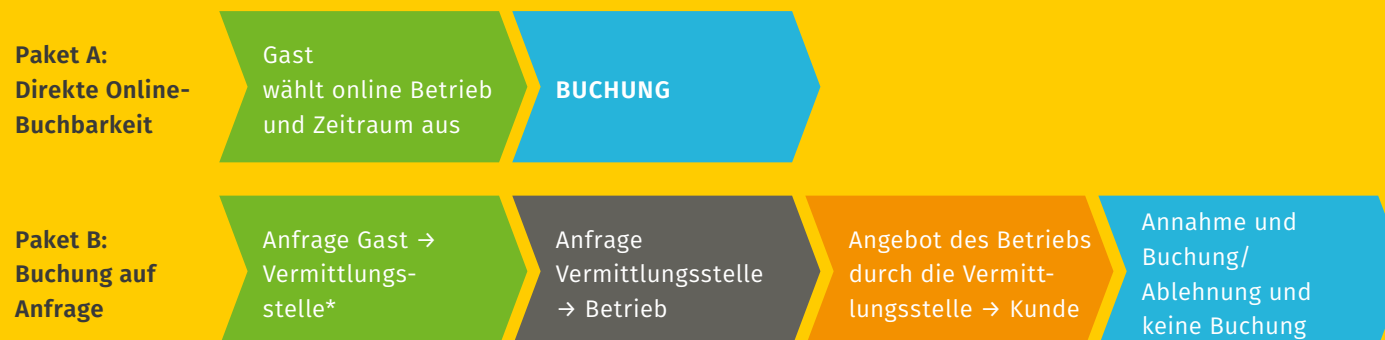 Paket A:
Direkte Online-
Buchbarkeit
Gast
wählt online Betrieb
und Zeitraum aus
BUCHUNG
Paket B:
Buchung auf
Anfrage
Anfrage Gast →
Vermittlungs-
stelle*
Anfrage
Vermittlungsstelle
→ Betrieb
Angebot des Betriebs
durch die Vermitt-
lungsstelle → Kunde
Annahme und
Buchung/
Ablehnung und
keine Buchung